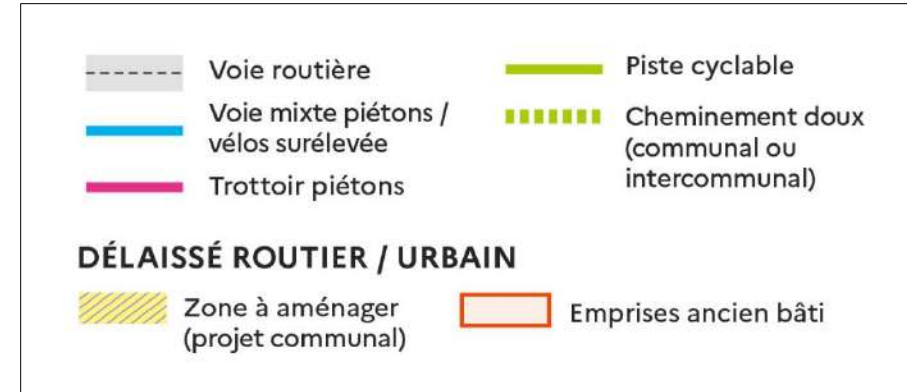 Voie routière
Voie mixte piétons /
vélos surélevée
Trottoir piétons
Piste cyclable
Cheminement doux
(communal ou
intercommunal)
DÉLAISSÉ ROUTIER / URBAIN
Zone à aménager
(projet communal)
Emprises ancien bâti